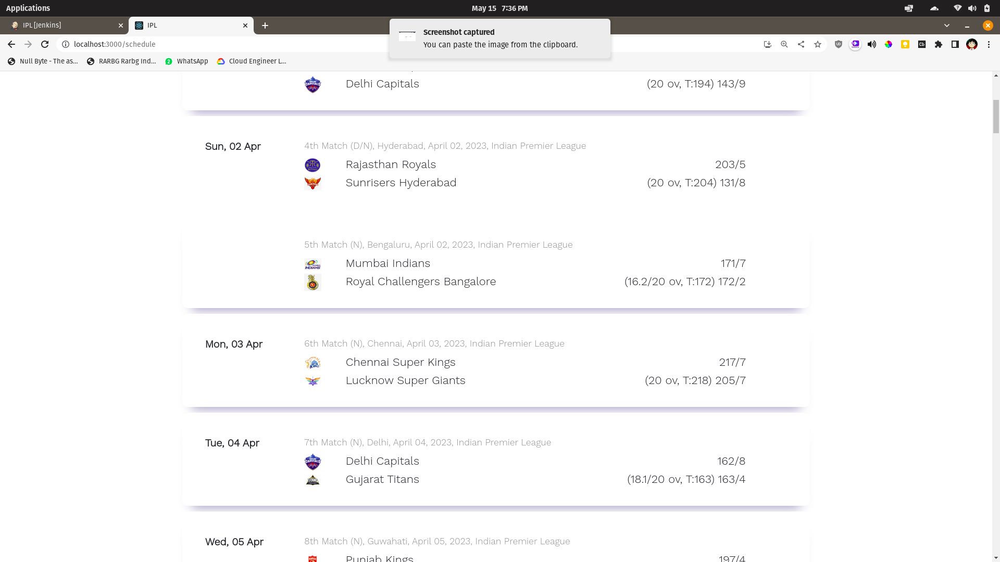 Applications
May 15 7:36 PM
IPL [Jenkins]
IPL
Screenshot captured
You can paste the image from the clipboard.
localhost:3000/schedule
Null Byte - The as...
RARBG Rarbg Ind...
WhatsApp
Cloud Engineer L...
Delhi Capitals (20 ov, T:194) 143/9
Sun, 02 Apr
4th Match (D/N), Hyderabad, April 02, 2023, Indian Premier League
Rajasthan Royals 203/5
Sunrisers Hyderabad (20 ov, T:204) 131/8
5th Match (N), Bengaluru, April 02, 2023, Indian Premier League
Mumbai Indians 171/7
Royal Challengers Bangalore (16.2/20 ov, T:172) 172/2
Mon, 03 Apr
6th Match (N), Chennai, April 03, 2023, Indian Premier League
Chennai Super Kings 217/7
Lucknow Super Giants (20 ov, T:218) 205/7
Tue, 04 Apr
7th Match (N), Delhi, April 04, 2023, Indian Premier League
Delhi Capitals 162/8
Gujarat Titans (18.1/20 ov, T:163) 163/4
Wed, 05 Apr
8th Match (N), Guwahati, April 05, 2023, Indian Premier League
Punjab Kings 197/4